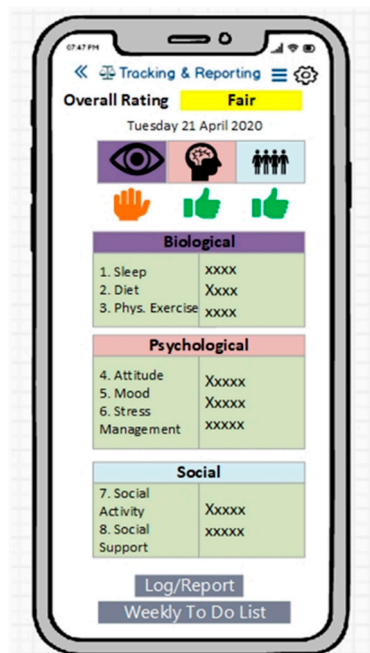 07:47 PM
« Tracking & Reporting
Overall Rating Fair
Tuesday 21 April 2020
Biological
1. Sleep xxxx
2. Diet Xxxx
3. Phys. Exercise xxxx
Psychological
4. Attitude Xxxxx
5. Mood Xxxxx
6. Stress
Management xxxxx
Social
7. Social
Activity Xxxxx
8. Social xxxxx
Support
Log/Report
Weekly To Do List